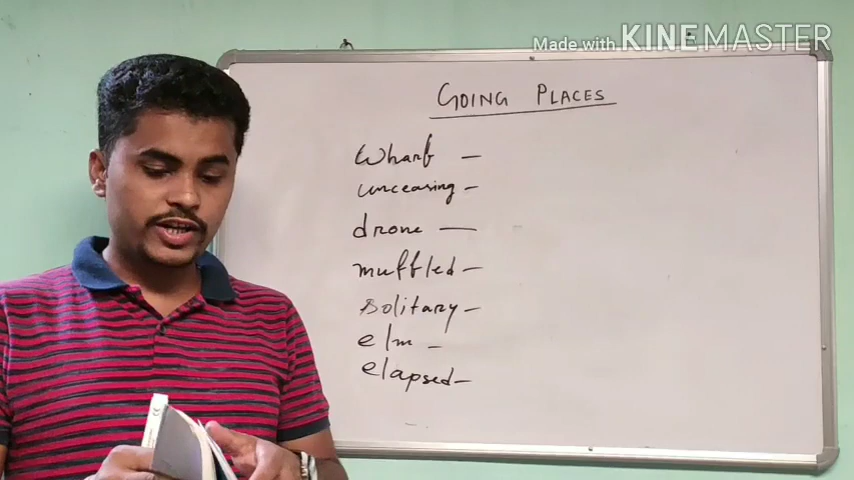 Made with KINEMASTER
GOING PLACES
Wharf –
unceasing –
drone —
muffled –
solitary –
elm –
elapsed –